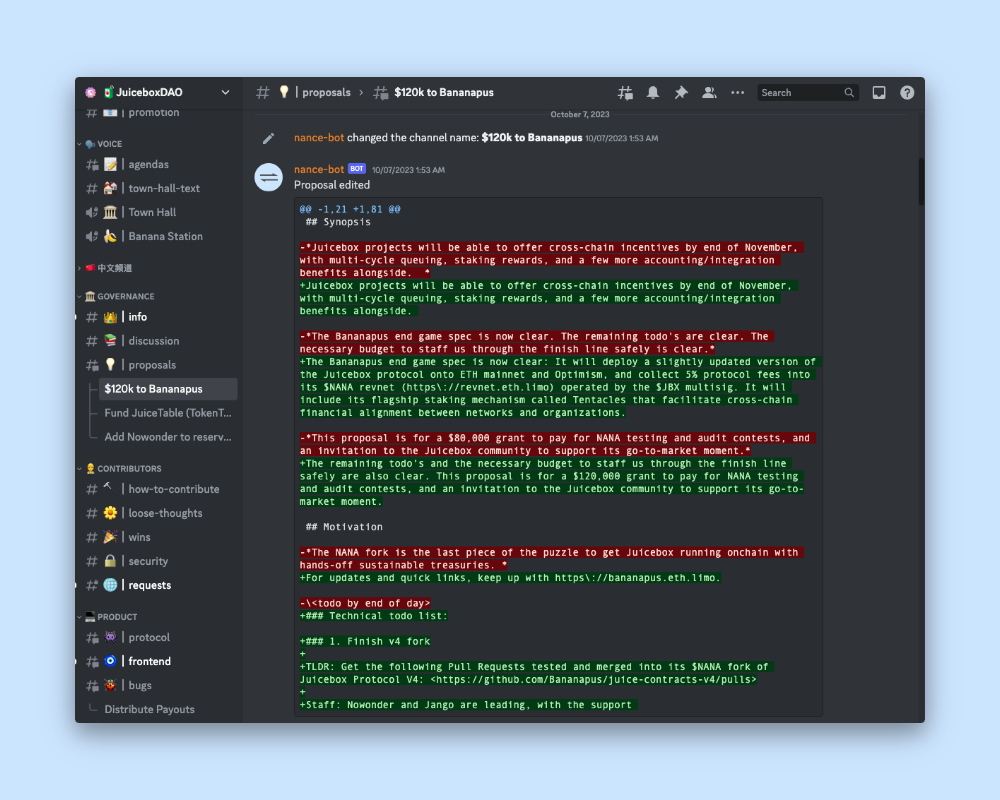 JuiceboxDAO
promotion
VOICE
agendas
town-hall-text
Town Hall
Banana Station
中文頻道
GOVERNANCE
info
discussion
proposals
$120k to Bananapus
Fund JuiceTable (TokenT...
Add Nowonder to reserv...
CONTRIBUTORS
how-to-contribute
loose-thoughts
wins
security
requests
PRODUCT
protocol
frontend
bugs
Distribute Payouts
| proposals › $120k to Bananapus
Search
October 7, 2023
nance-bot changed the channel name: $120k to Bananapus 10/07/2023 1:53 AM
nance-bot BOT 10/07/2023 1:53 AM
Proposal edited
@@ -1,21 +1,81 @@
## Synopsis
-*Juicebox projects will be able to offer cross-chain incentives by end of November,
with multi-cycle queuing, staking rewards, and a few more accounting/integration
benefits alongside.  *
+Juicebox projects will be able to offer cross-chain incentives by end of November,
with multi-cycle queuing, staking rewards, and a few more accounting/integration
benefits alongside.
-*The Bananapus end game spec is now clear. The remaining todo's are clear. The
necessary budget to staff us through the finish line safely is clear.*
+The Bananapus end game spec is now clear: It will deploy a slightly updated version of
the Juicebox protocol onto ETH mainnet and Optimism, and collect 5% protocol fees into
its $NANA revnet (https\://revnet.eth.limo) operated by the $JBX multisig. It will
include its flagship staking mechanism called Tentacles that facilitate cross-chain
financial alignment between networks and organizations.
-*This proposal is for a $80,000 grant to pay for NANA testing and audit contests, and
an invitation to the Juicebox community to support its go-to-market moment.*
+The remaining todo's and the necessary budget to staff us through the finish line
safely are also clear. This proposal is for a $120,000 grant to pay for NANA testing
and audit contests, and an invitation to the Juicebox community to support its go-to-
market moment.
## Motivation
-*The NANA fork is the last piece of the puzzle to get Juicebox running onchain with
hands-off sustainable treasuries. *
+For updates and quick links, keep up with https\://bananapus.eth.limo.
-\<todo by end of day>
+### Technical todo list:
+### 1. Finish v4 fork
+
+TLDR: Get the following Pull Requests tested and merged into its $NANA fork of
Juicebox Protocol V4: <https://github.com/Bananapus/juice-contracts-v4/pulls>
+
+Staff: Nowonder and Jango are leading, with the support